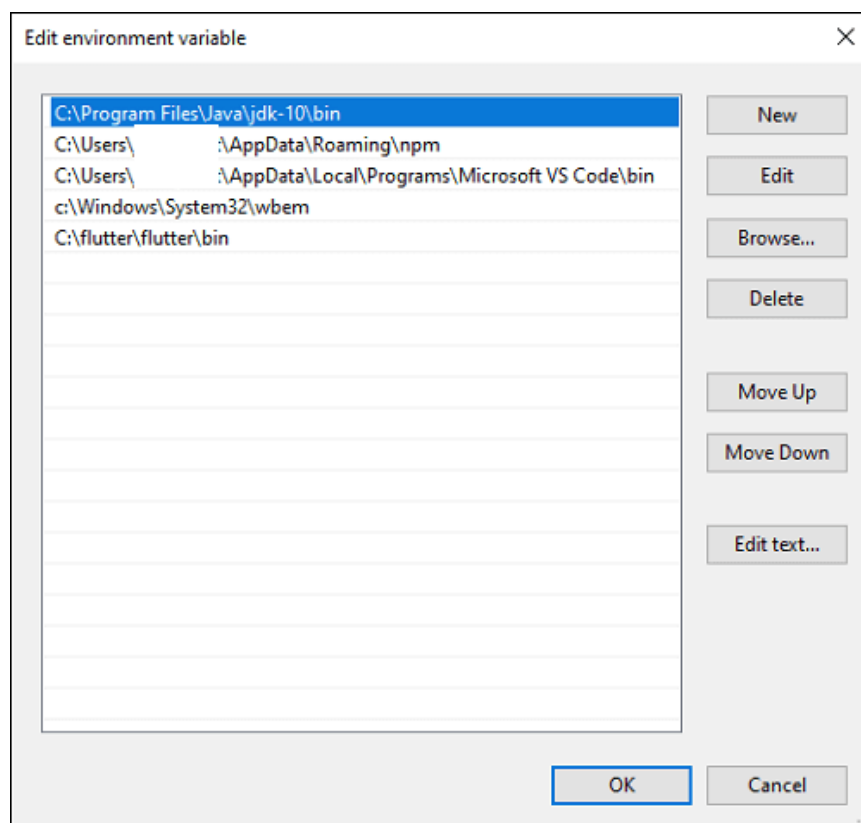 Edit environment variable
C:\Program Files\Java\jdk-10\bin
C:\Users\ :\AppData\Roaming\npm
C:\Users\ :\AppData\Local\Programs\Microsoft VS Code\bin
c:\Windows\System32\wbem
C:\flutter\flutter\bin
New
Edit
Browse...
Delete
Move Up
Move Down
Edit text...
OK
Cancel